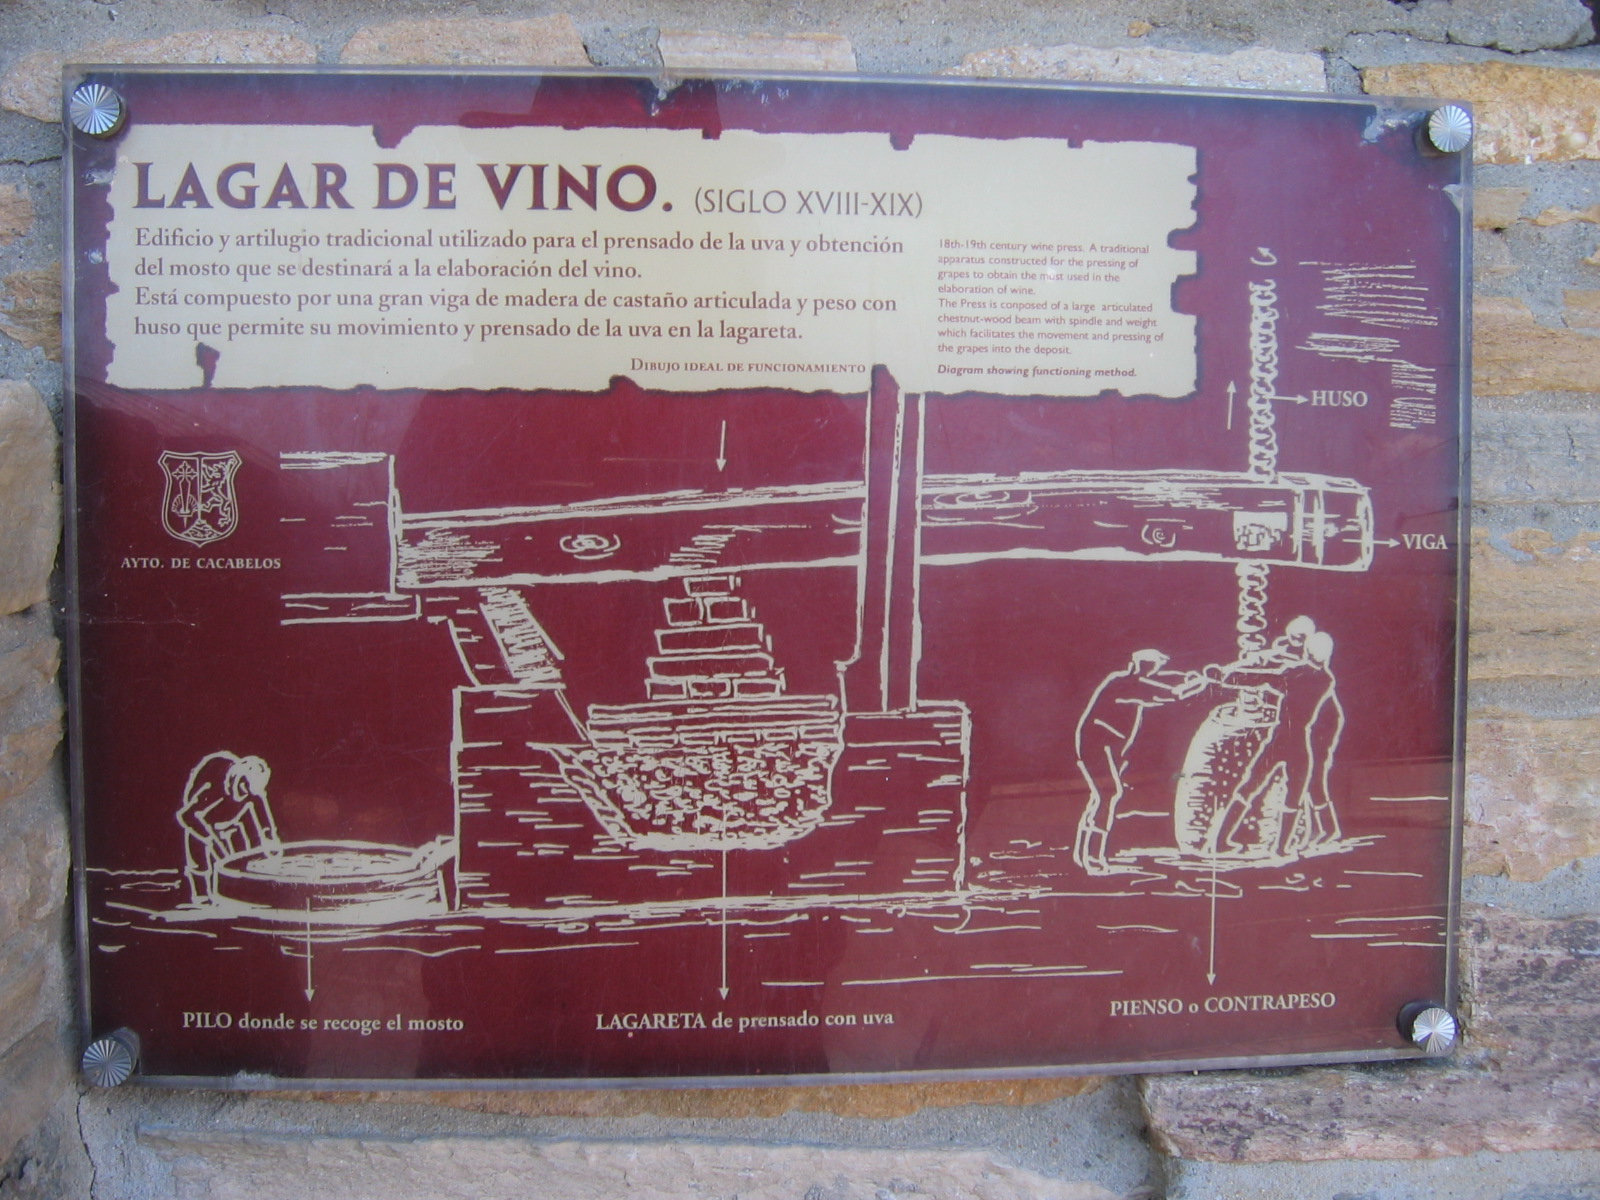 LAGAR DE VINO. (SIGLO XVIII-XIX)
Edificio y artilugio tradicional utilizado para el prensado de la uva y obtención
del mosto que se destinará a la elaboración del vino.
Está compuesto por una gran viga de madera de castaño articulada y peso con
huso que permite su movimiento y prensado de la uva en la lagareta.
DIBUJO IDEAL DE FUNCIONAMIENTO
18th-19th century wine press. A traditional
apparatus constructed for the pressing of
grapes to obtain the must used in the
elaboration of wine.
The Press is conposed of a large articulated
chestnut-wood beam with spindle and weight
which facilitates the movement and pressing of
the grapes into the deposit.
Diagram showing functioning method.
HUSO
VIGA
AYTO. DE CACABELOS
PILO donde se recoge el mosto
LAGARETA de prensado con uva
PIENSO o CONTRAPESO